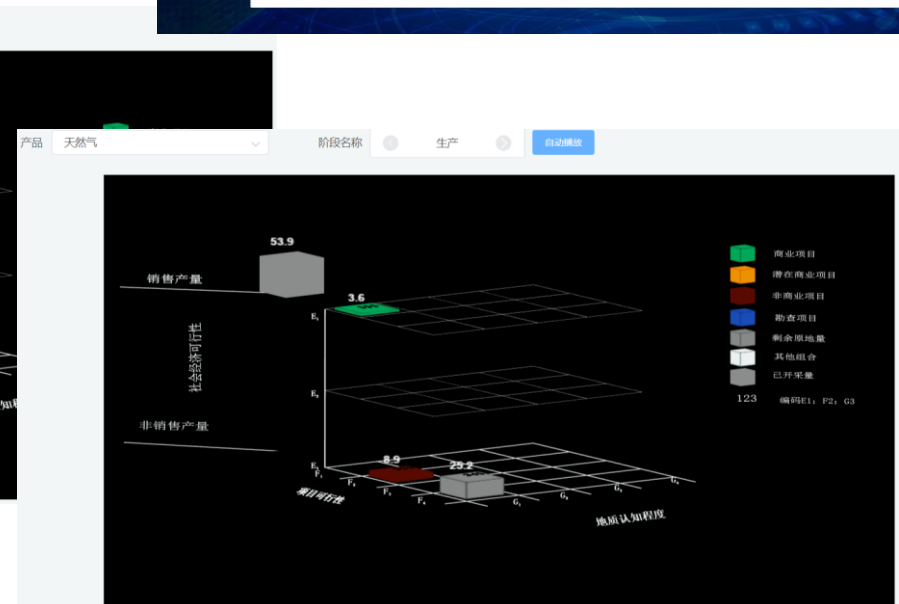 产品 天然气 阶段名称 生产 自动播放
53.9
销售产量
3.6
E₁
社会经济可行性
E₂
非销售产量
E₃
8.9
25.2
F₁
F₂
F₃
F₄
G₁
G₂
G₃
G₄
项目可行性
地质认知程度
商业项目
潜在商业项目
非商业项目
勘查项目
剩余原地量
其他组合
已开采量
123 编码E1; F2; G3